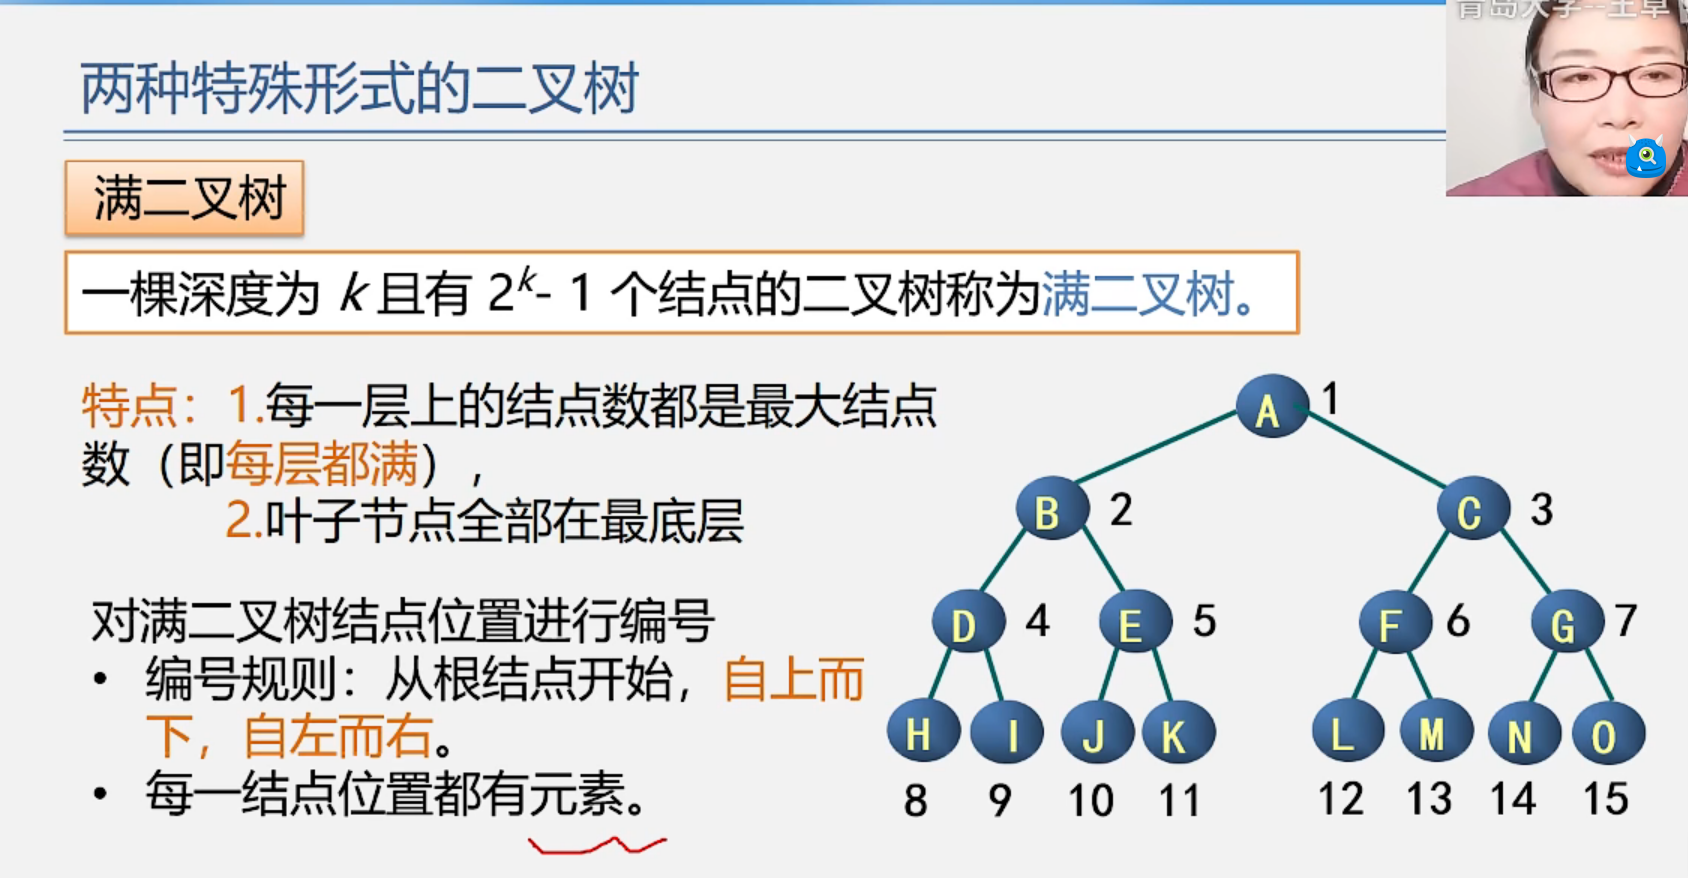 青岛大学--王卓
两种特殊形式的二叉树
满二叉树
一棵深度为 k 且有 2ᵏ- 1 个结点的二叉树称为满二叉树。
特点：1.每一层上的结点数都是最大结点
数（即每层都满），
2.叶子节点全部在最底层
对满二叉树结点位置进行编号
• 编号规则：从根结点开始，自上而
下，自左而右。
• 每一结点位置都有元素。
A 1
B 2 C 3
D 4 E 5 F 6 G 7
H I J K L M N O
8 9 10 11 12 13 14 15